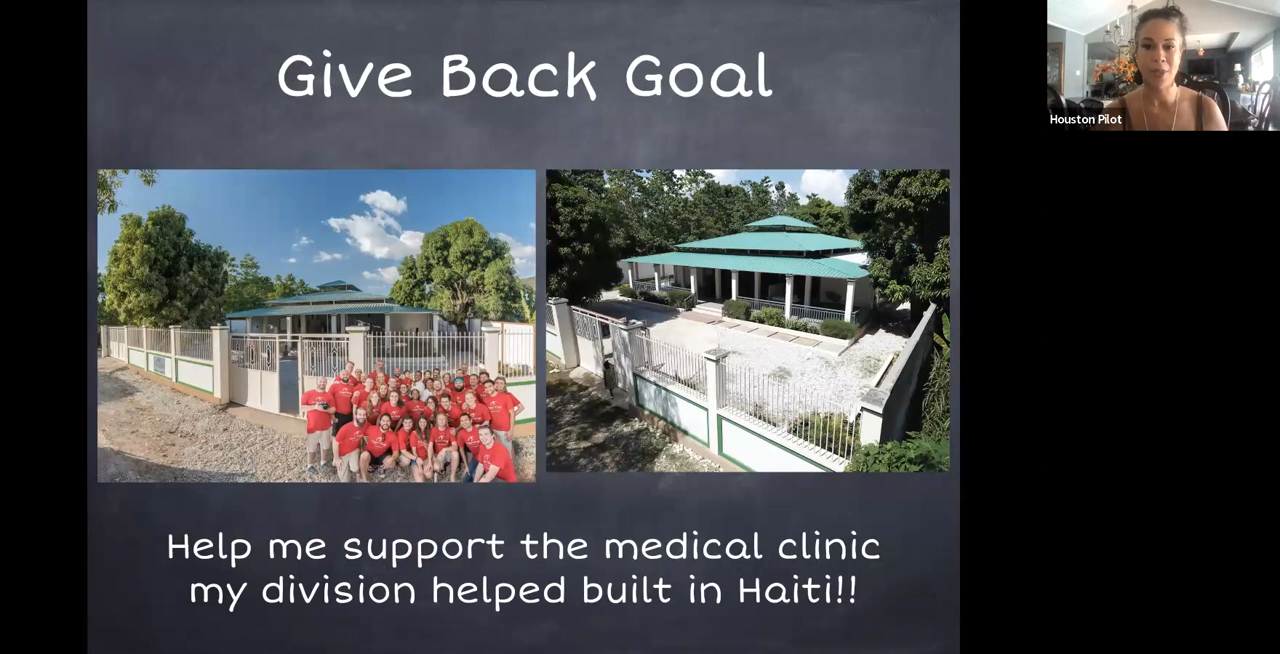 Give Back Goal
Houston Pilot
Help me support the medical clinic
my division helped built in Haiti!!